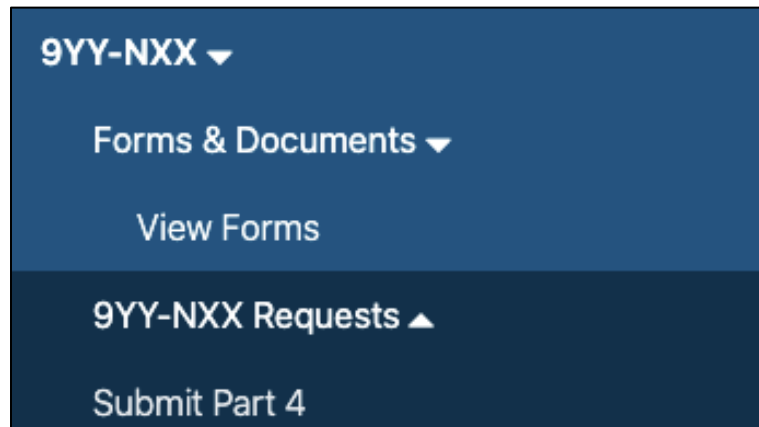 9YY-NXX
Forms & Documents
View Forms
9YY-NXX Requests
Submit Part 4